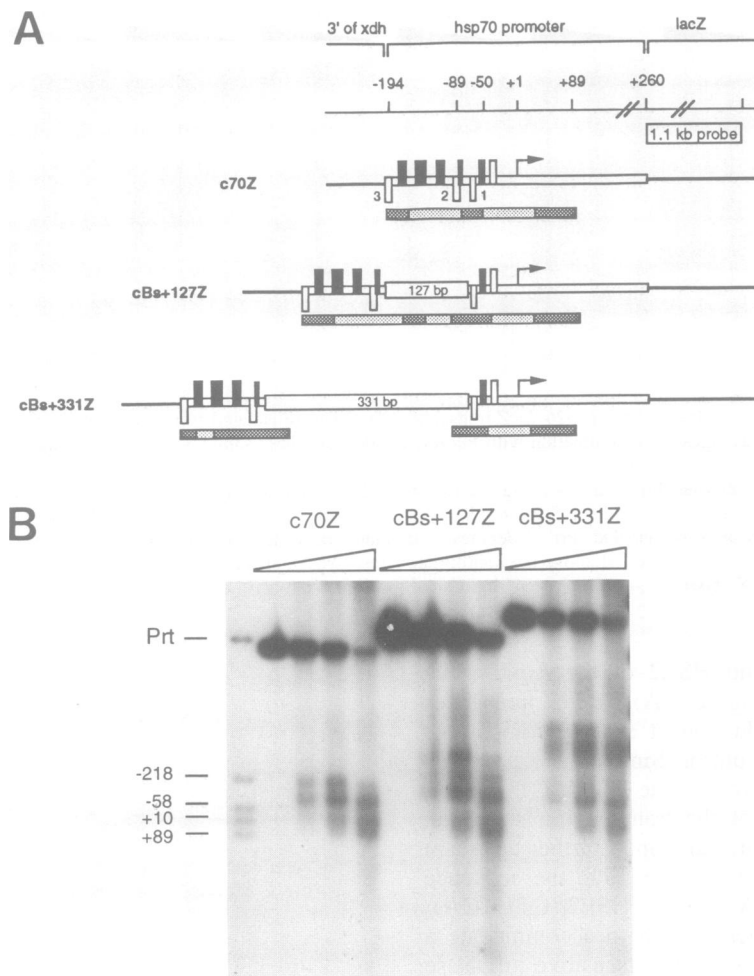 A
3' of xdh hsp70 promoter lacZ
-194 -89 -50 +1 +89 +260
1.1 kb probe
c70Z
3 2 1
cBs+127Z
127 bp
cBs+331Z
331 bp
B
c70Z cBs+127Z cBs+331Z
Prt
-218
-58
+10
+89